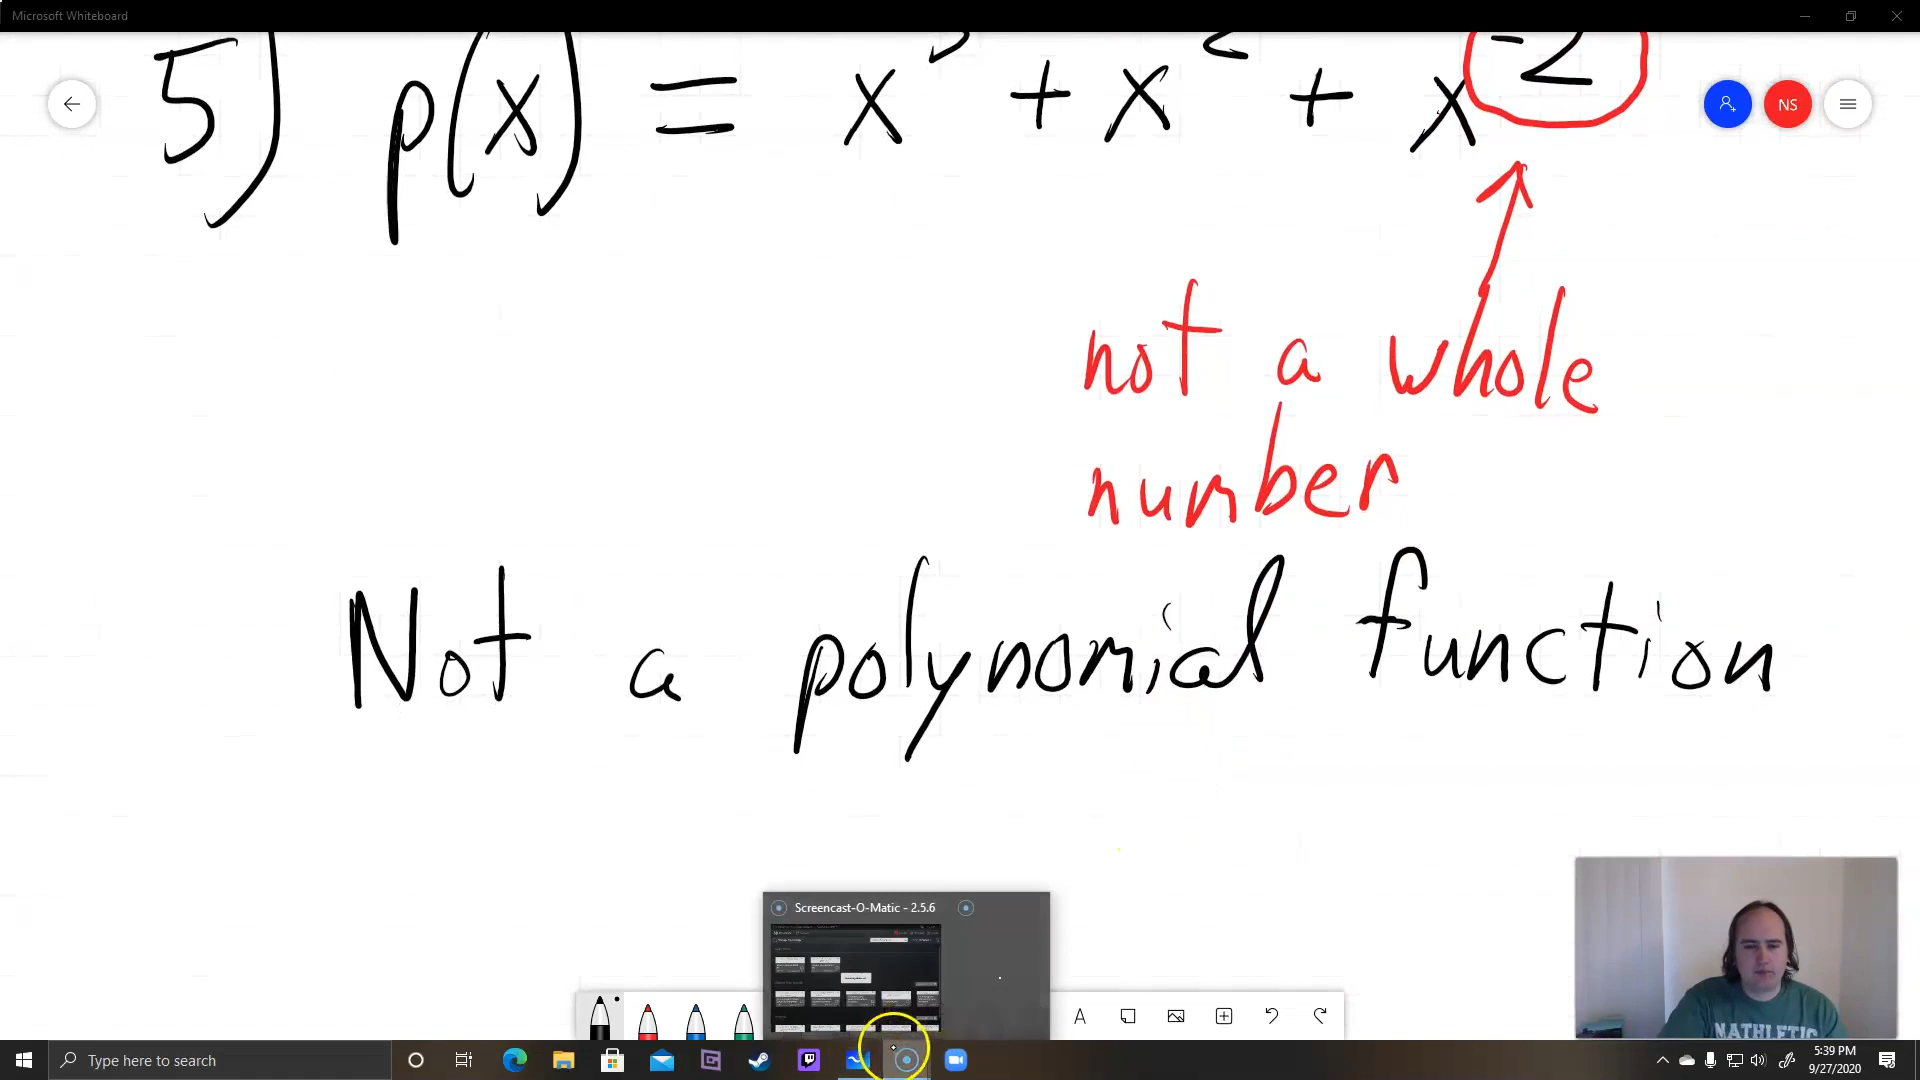 Microsoft Whiteboard
5) p(x) = x³ + x² + x⁻²
NS
not a whole
number
Not a polynomial function
Screencast-O-Matic - 2.5.6
NATHLETIC
A
Type here to search
5:39 PM
9/27/2020